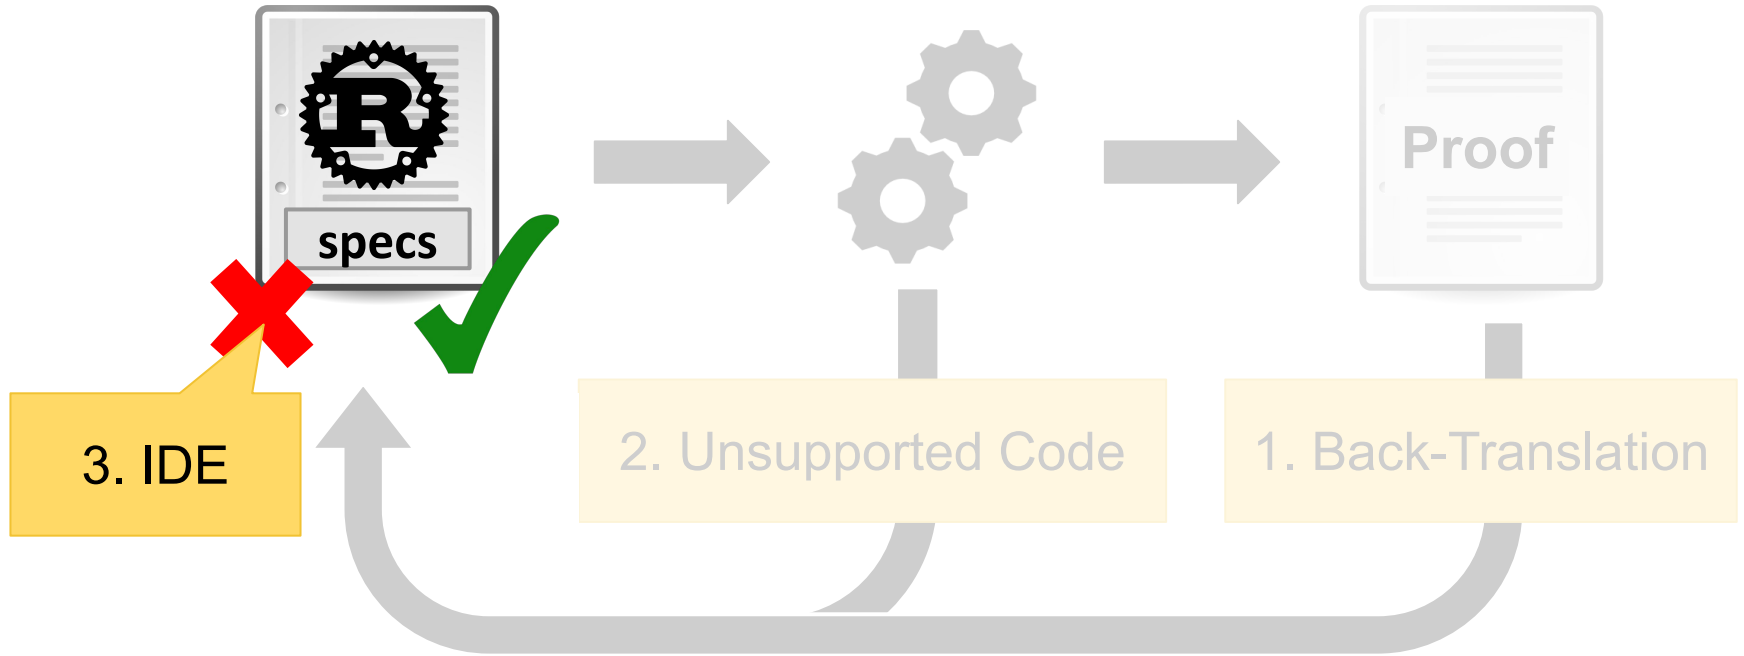 R
specs
Proof
3. IDE
2. Unsupported Code
1. Back-Translation